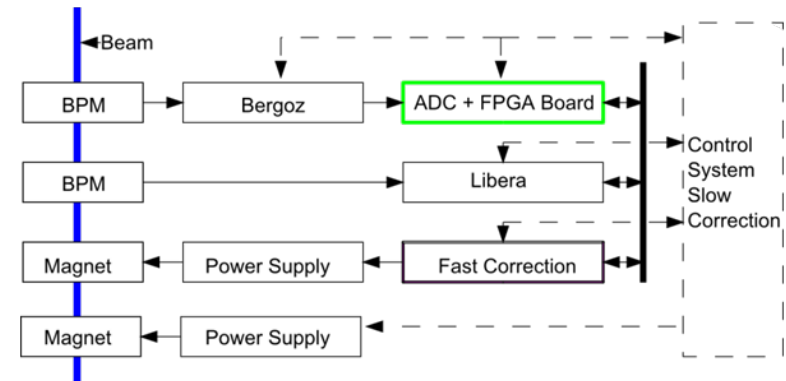 Beam
BPM
Bergoz
ADC + FPGA Board
BPM
Libera
Control
System
Slow
Correction
Magnet
Power Supply
Fast Correction
Magnet
Power Supply